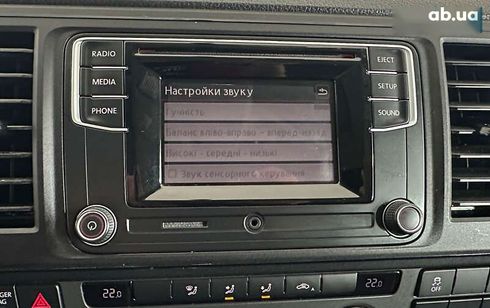 ab.ua
RADIO
EJECT
MEDIA
SETUP
PHONE
SOUND
Настройки звуку
Гучність
Баланс вліво-вправо - вперед-назад
Високі - середні - низькі
Звук сенсорного керування
22.0
22.0